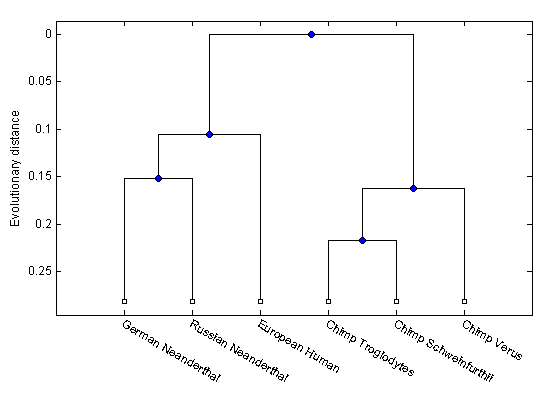 0
0.05
0.1
0.15
0.2
0.25
Evolutionary distance
German Neanderthal
Russian Neanderthal
European Human
Chimp Troglodytes
Chimp Schweinfurthii
Chimp Verus